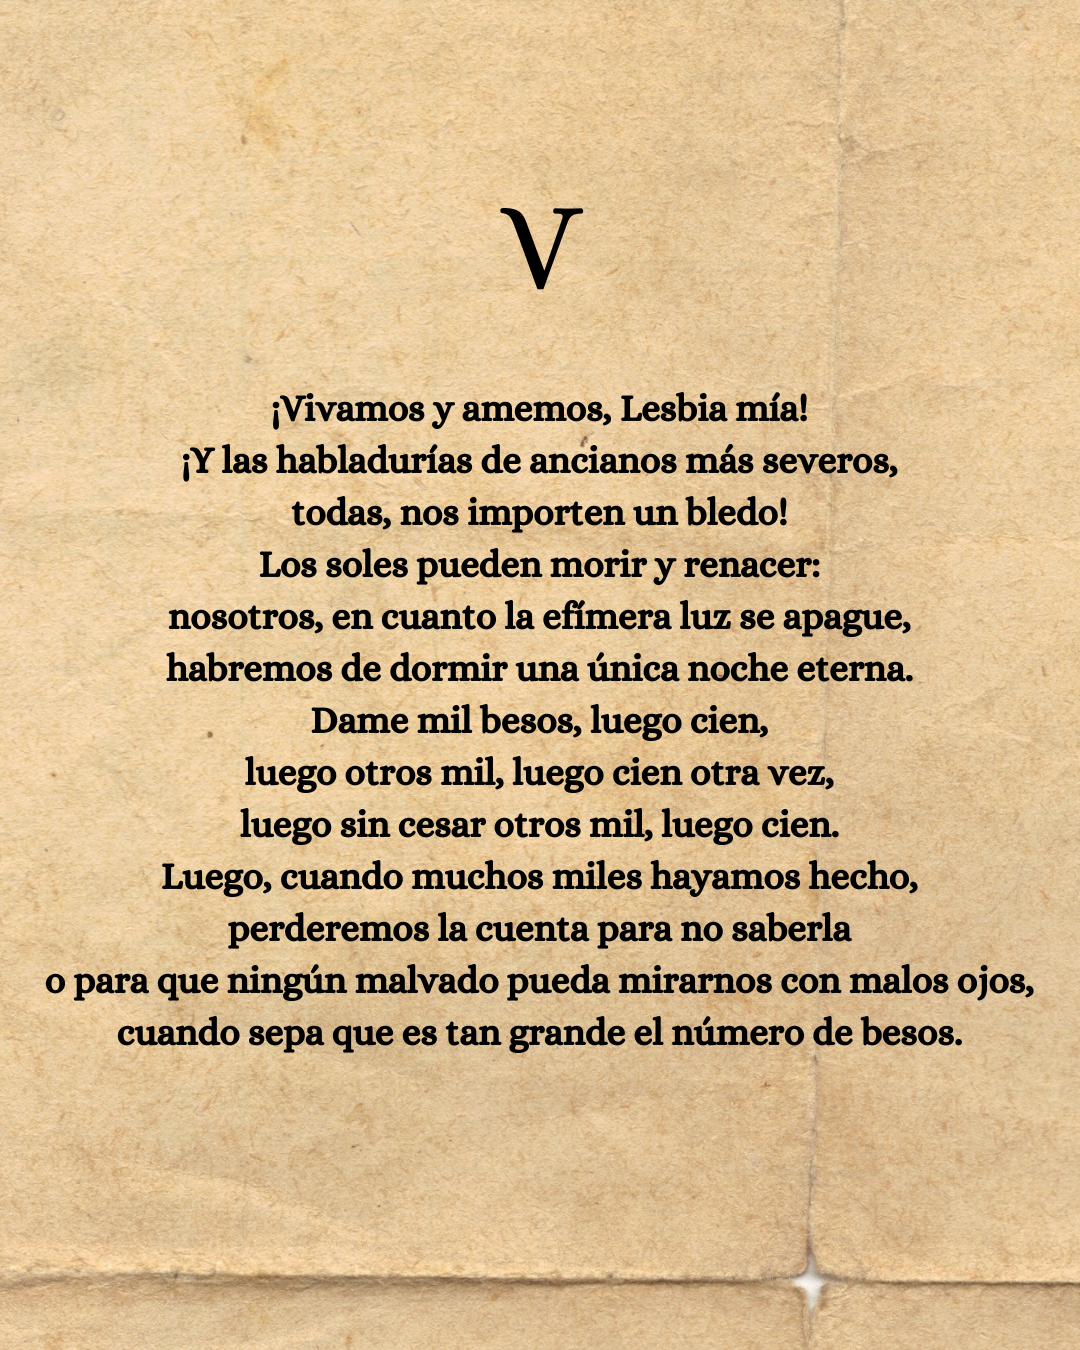 V
¡Vivamos y amemos, Lesbia mía!
¡Y las habladurías de ancianos más severos,
todas, nos importen un bledo!
Los soles pueden morir y renacer:
nosotros, en cuanto la efímera luz se apague,
habremos de dormir una única noche eterna.
Dame mil besos, luego cien,
luego otros mil, luego cien otra vez,
luego sin cesar otros mil, luego cien.
Luego, cuando muchos miles hayamos hecho,
perderemos la cuenta para no saberla
o para que ningún malvado pueda mirarnos con malos ojos,
cuando sepa que es tan grande el número de besos.